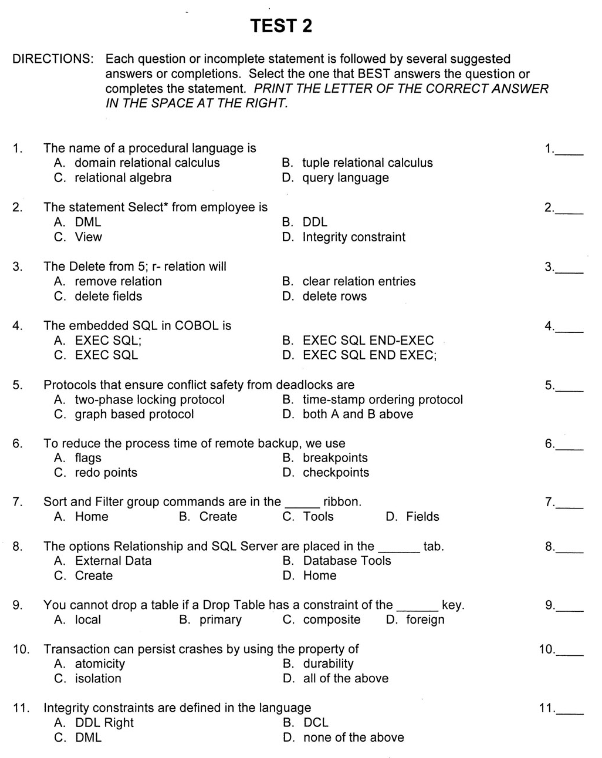 TEST 2
DIRECTIONS: Each question or incomplete statement is followed by several suggested
answers or completions. Select the one that BEST answers the question or
completes the statement. PRINT THE LETTER OF THE CORRECT ANSWER
IN THE SPACE AT THE RIGHT.
1. The name of a procedural language is 1.____
A. domain relational calculus B. tuple relational calculus
C. relational algebra D. query language
2. The statement Select* from employee is 2.____
A. DML B. DDL
C. View D. Integrity constraint
3. The Delete from 5; r- relation will 3.____
A. remove relation B. clear relation entries
C. delete fields D. delete rows
4. The embedded SQL in COBOL is 4.____
A. EXEC SQL; B. EXEC SQL END-EXEC
C. EXEC SQL D. EXEC SQL END EXEC;
5. Protocols that ensure conflict safety from deadlocks are 5.____
A. two-phase locking protocol B. time-stamp ordering protocol
C. graph based protocol D. both A and B above
6. To reduce the process time of remote backup, we use 6.____
A. flags B. breakpoints
C. redo points D. checkpoints
7. Sort and Filter group commands are in the _____ ribbon. 7.____
A. Home B. Create C. Tools D. Fields
8. The options Relationship and SQL Server are placed in the ______ tab. 8.____
A. External Data B. Database Tools
C. Create D. Home
9. You cannot drop a table if a Drop Table has a constraint of the ______ key. 9.____
A. local B. primary C. composite D. foreign
10. Transaction can persist crashes by using the property of 10.____
A. atomicity B. durability
C. isolation D. all of the above
11. Integrity constraints are defined in the language 11.____
A. DDL Right B. DCL
C. DML D. none of the above